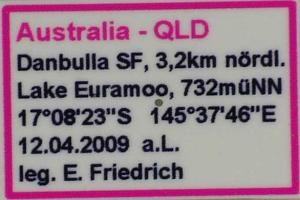 Australia - QLD
Danbulla SF, 3,2km nördl.
Lake Euramoo, 732müNN
17°08'23"S 145°37'46"E
12.04.2009 a.L.
leg. E. Friedrich